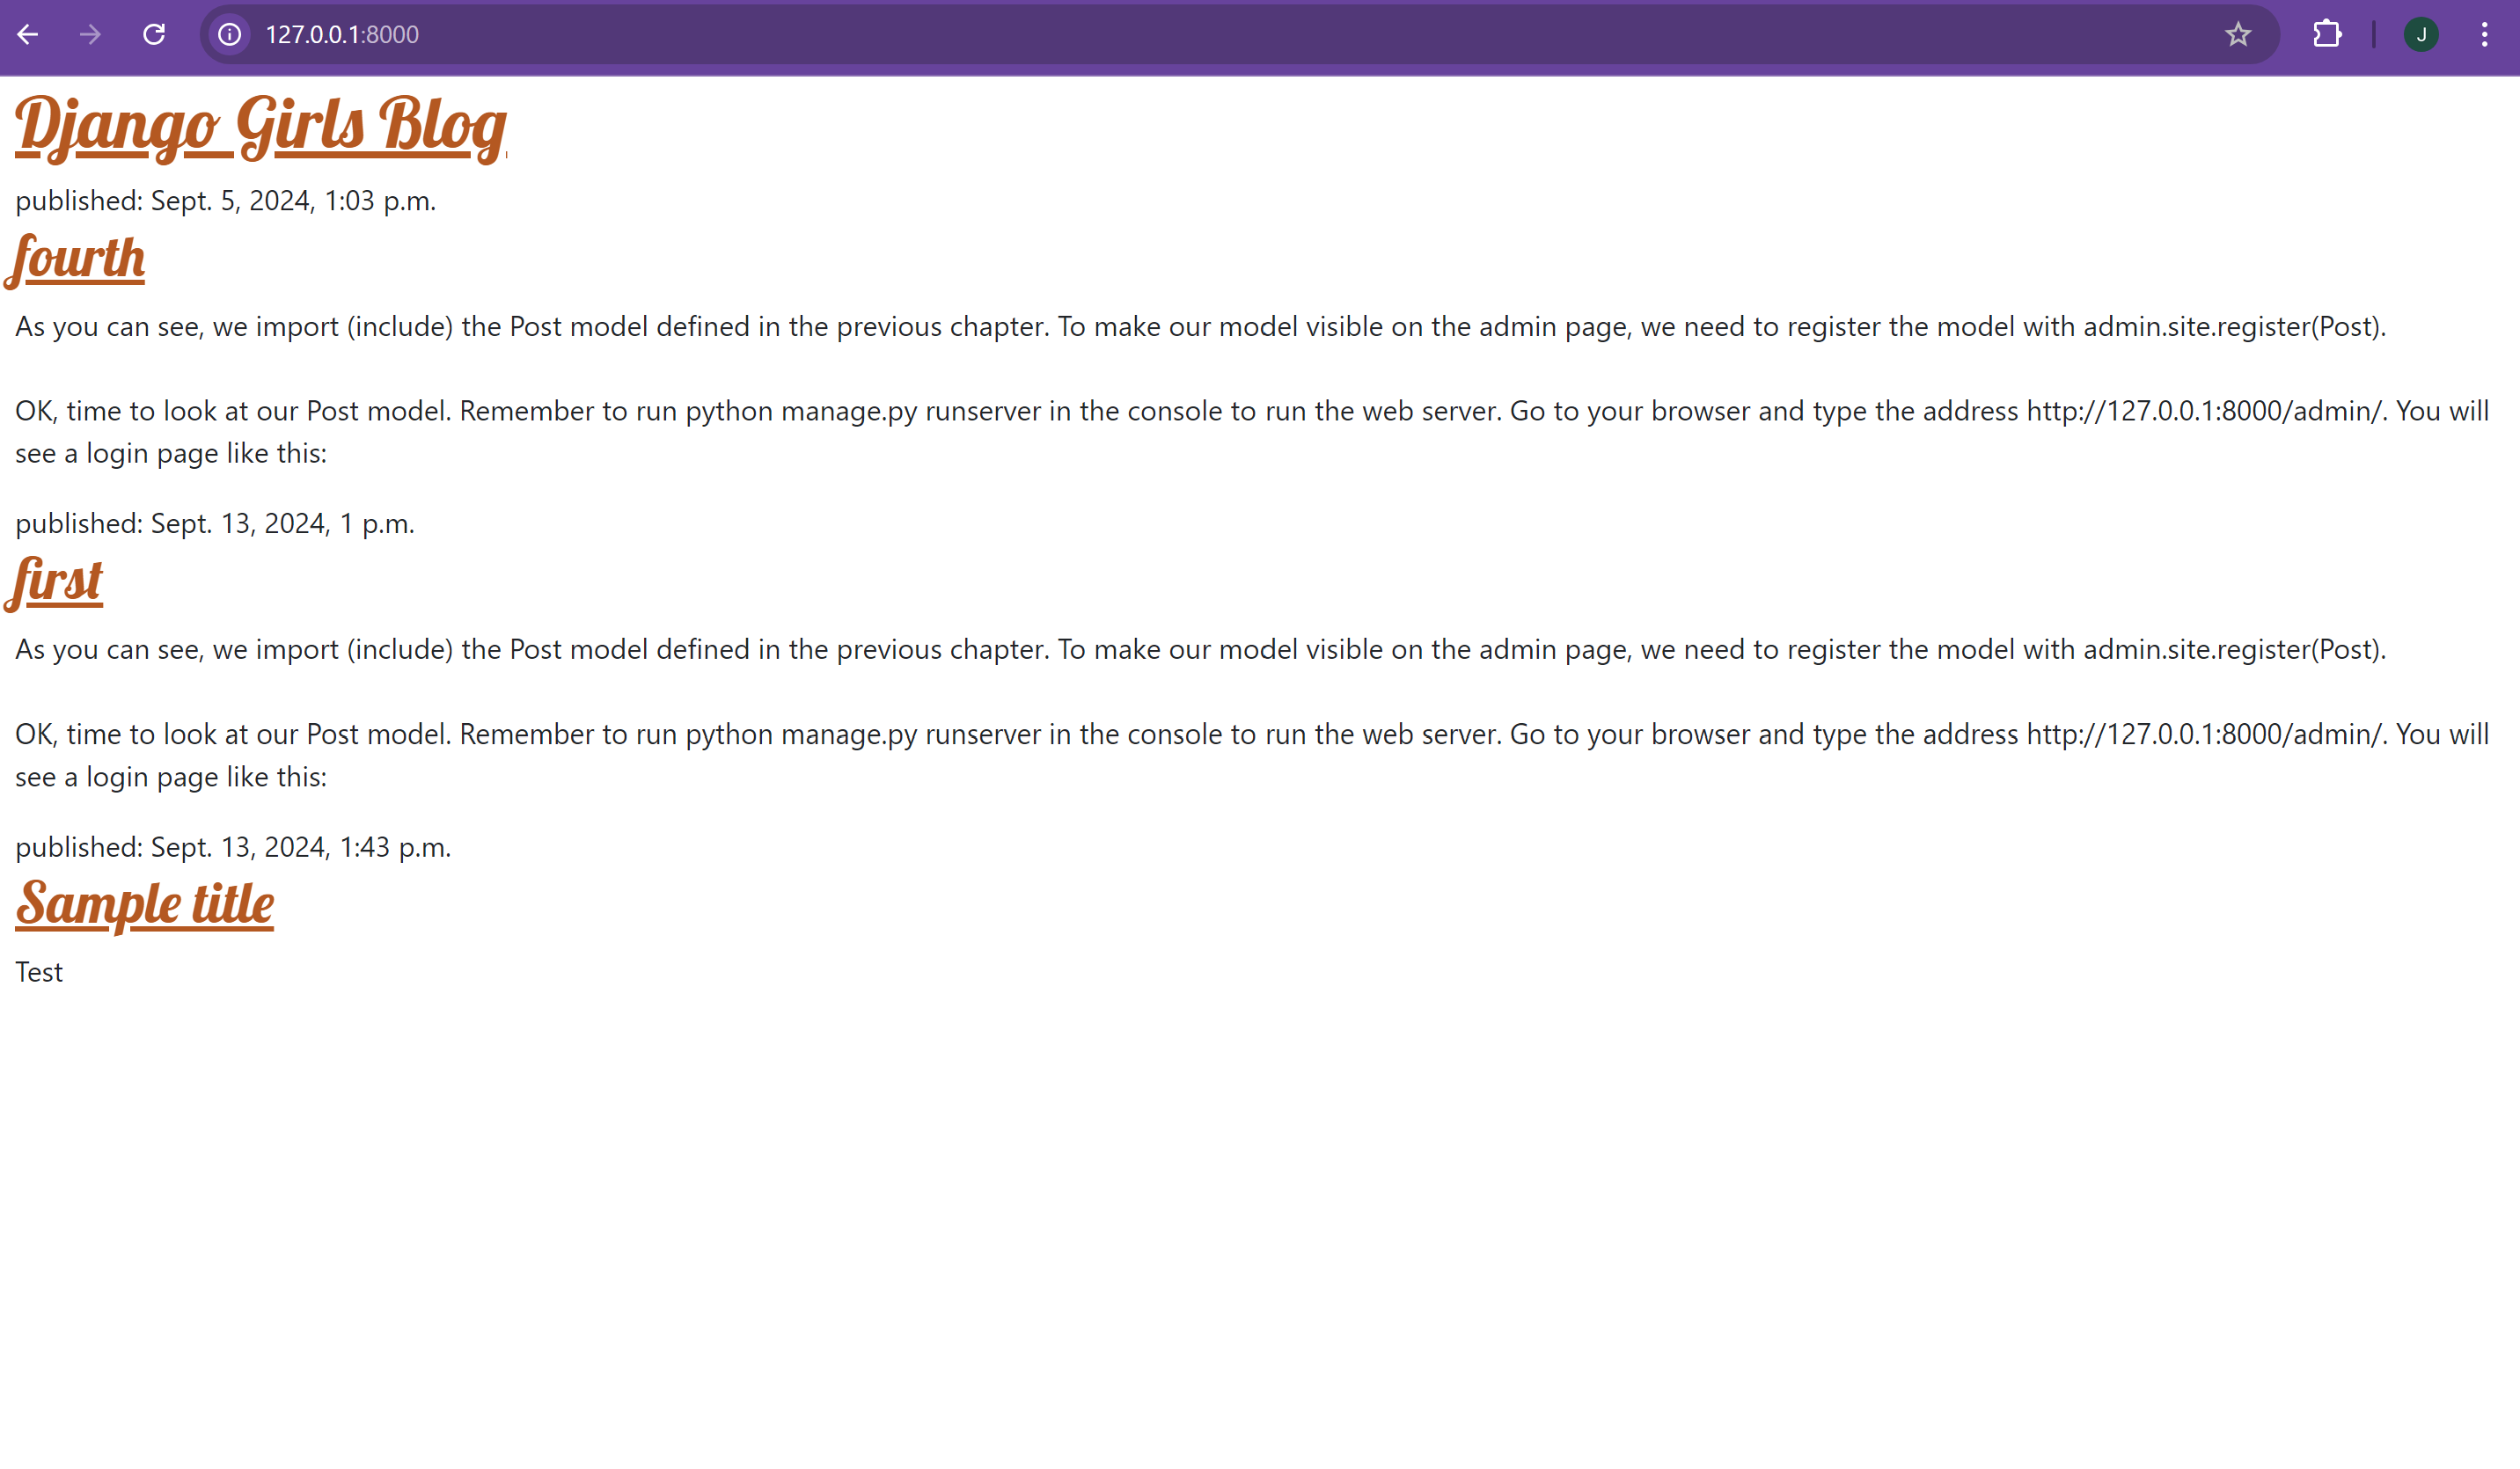 127.0.0.1:8000
J
Django Girls Blog
published: Sept. 5, 2024, 1:03 p.m.
fourth
As you can see, we import (include) the Post model defined in the previous chapter. To make our model visible on the admin page, we need to register the model with admin.site.register(Post).
OK, time to look at our Post model. Remember to run python manage.py runserver in the console to run the web server. Go to your browser and type the address http://127.0.0.1:8000/admin/. You will
see a login page like this:
published: Sept. 13, 2024, 1 p.m.
first
As you can see, we import (include) the Post model defined in the previous chapter. To make our model visible on the admin page, we need to register the model with admin.site.register(Post).
OK, time to look at our Post model. Remember to run python manage.py runserver in the console to run the web server. Go to your browser and type the address http://127.0.0.1:8000/admin/. You will
see a login page like this:
published: Sept. 13, 2024, 1:43 p.m.
Sample title
Test